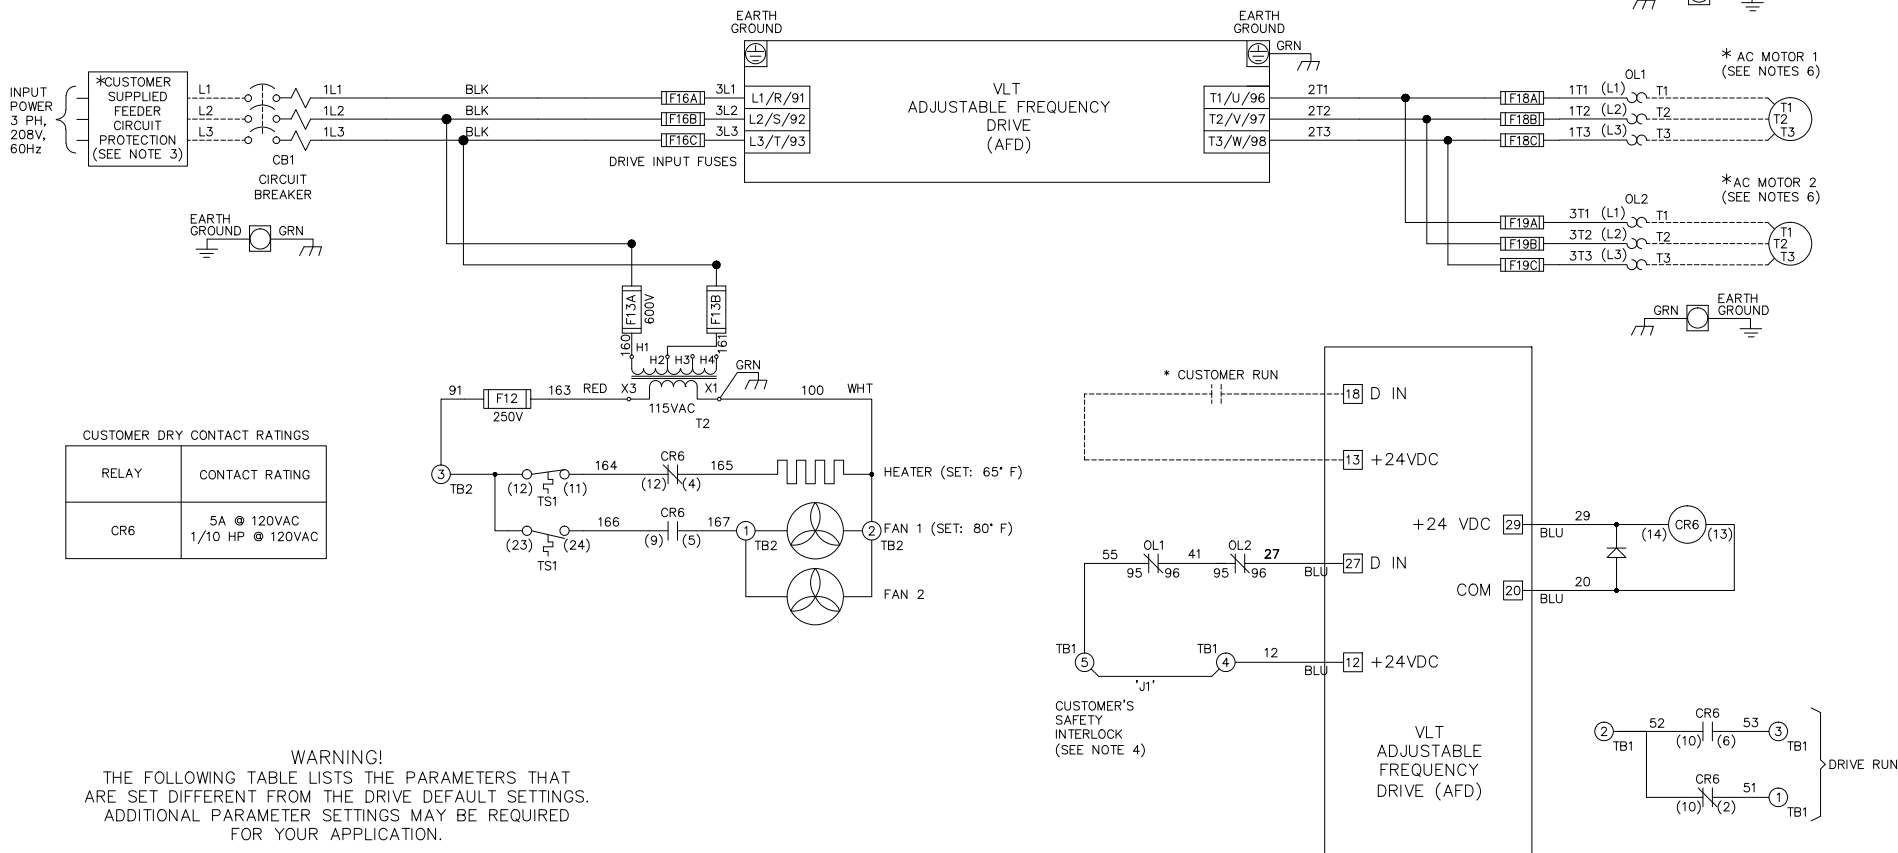 EARTH
GROUND
EARTH
GROUND
GRN
INPUT
POWER
3 PH,
208V,
60Hz
*CUSTOMER
SUPPLIED
FEEDER
CIRCUIT
PROTECTION
(SEE NOTE 3)
L1
L2
L3
CB1
CIRCUIT
BREAKER
1L1
1L2
1L3
BLK
BLK
BLK
F16A
F16B
F16C
3L1
3L2
3L3
DRIVE INPUT FUSES
L1/R/91
L2/S/92
L3/T/93
VLT
ADJUSTABLE FREQUENCY
DRIVE
(AFD)
T1/U/96
T2/V/97
T3/W/98
2T1
2T2
2T3
F18A
F18B
F18C
1T1 (L1)
1T2 (L2)
1T3 (L3)
OL1
T1
T2
T3
* AC MOTOR 1
(SEE NOTES 6)
T1
T2
T3
EARTH
GROUND
GRN
F19A
F19B
F19C
3T1 (L1)
3T2 (L2)
3T3 (L3)
OL2
T1
T2
T3
*AC MOTOR 2
(SEE NOTES 6)
T1
T2
T3
GRN
EARTH
GROUND
F13A
600V
F13B
160
161
H1
H2
H3
H4
GRN
91
F12
250V
163
RED
X3
X1
115VAC
T2
100
WHT
3
TB2
(12)
(11)
TS1
164
CR6
(12)
(4)
165
HEATER (SET: 65° F)
(23)
(24)
TS1
166
CR6
(9)
(5)
167
1
TB2
2
TB2
FAN 1 (SET: 80° F)
FAN 2
CUSTOMER DRY CONTACT RATINGS
RELAY
CONTACT RATING
CR6
5A @ 120VAC
1/10 HP @ 120VAC
* CUSTOMER RUN
18 D IN
13 +24VDC
+24 VDC 29
29
BLU
CR6
(14)
(13)
COM 20
20
BLU
55
OL1
95
96
41
OL2
95
96
27
BLU
27 D IN
TB1
5
TB1
4
'J1'
12
BLU
12 +24VDC
CUSTOMER'S
SAFETY
INTERLOCK
(SEE NOTE 4)
VLT
ADJUSTABLE
FREQUENCY
DRIVE (AFD)
2
TB1
52
CR6
(10)
(6)
53
3
TB1
CR6
(10)
(2)
51
1
TB1
DRIVE RUN
WARNING!
THE FOLLOWING TABLE LISTS THE PARAMETERS THAT
ARE SET DIFFERENT FROM THE DRIVE DEFAULT SETTINGS.
ADDITIONAL PARAMETER SETTINGS MAY BE REQUIRED
FOR YOUR APPLICATION.